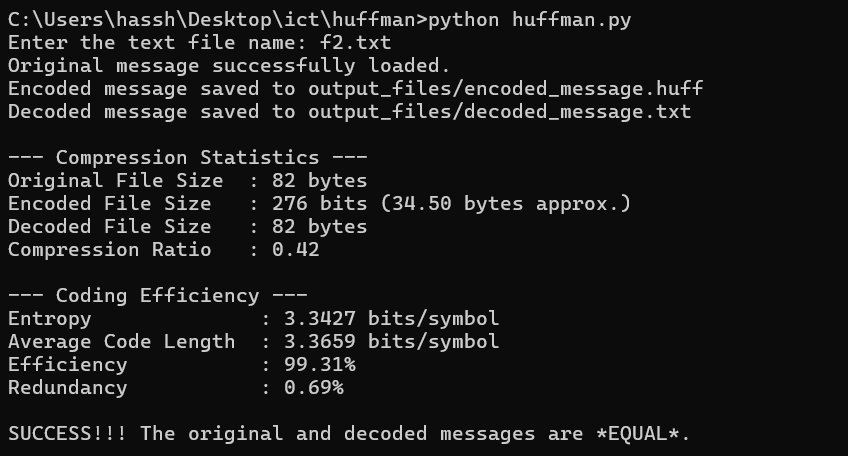 C:\Users\hassh\Desktop\ict\huffman>python huffman.py
Enter the text file name: f2.txt
Original message successfully loaded.
Encoded message saved to output_files/encoded_message.huff
Decoded message saved to output_files/decoded_message.txt
--- Compression Statistics ---
Original File Size  : 82 bytes
Encoded File Size   : 276 bits (34.50 bytes approx.)
Decoded File Size   : 82 bytes
Compression Ratio   : 0.42
--- Coding Efficiency ---
Entropy              : 3.3427 bits/symbol
Average Code Length  : 3.3659 bits/symbol
Efficiency           : 99.31%
Redundancy           : 0.69%
SUCCESS!!! The original and decoded messages are *EQUAL*.